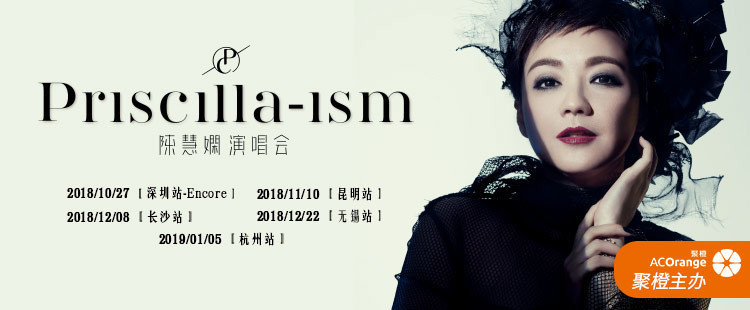 PC
Priscilla-ism
陈慧娴演唱会
2018/10/27【深圳站-Encore】 2018/11/10【昆明站】
2018/12/08【长沙站】 2018/12/22【无锡站】
2019/01/05【杭州站】
聚橙
ACOrange
聚橙主办